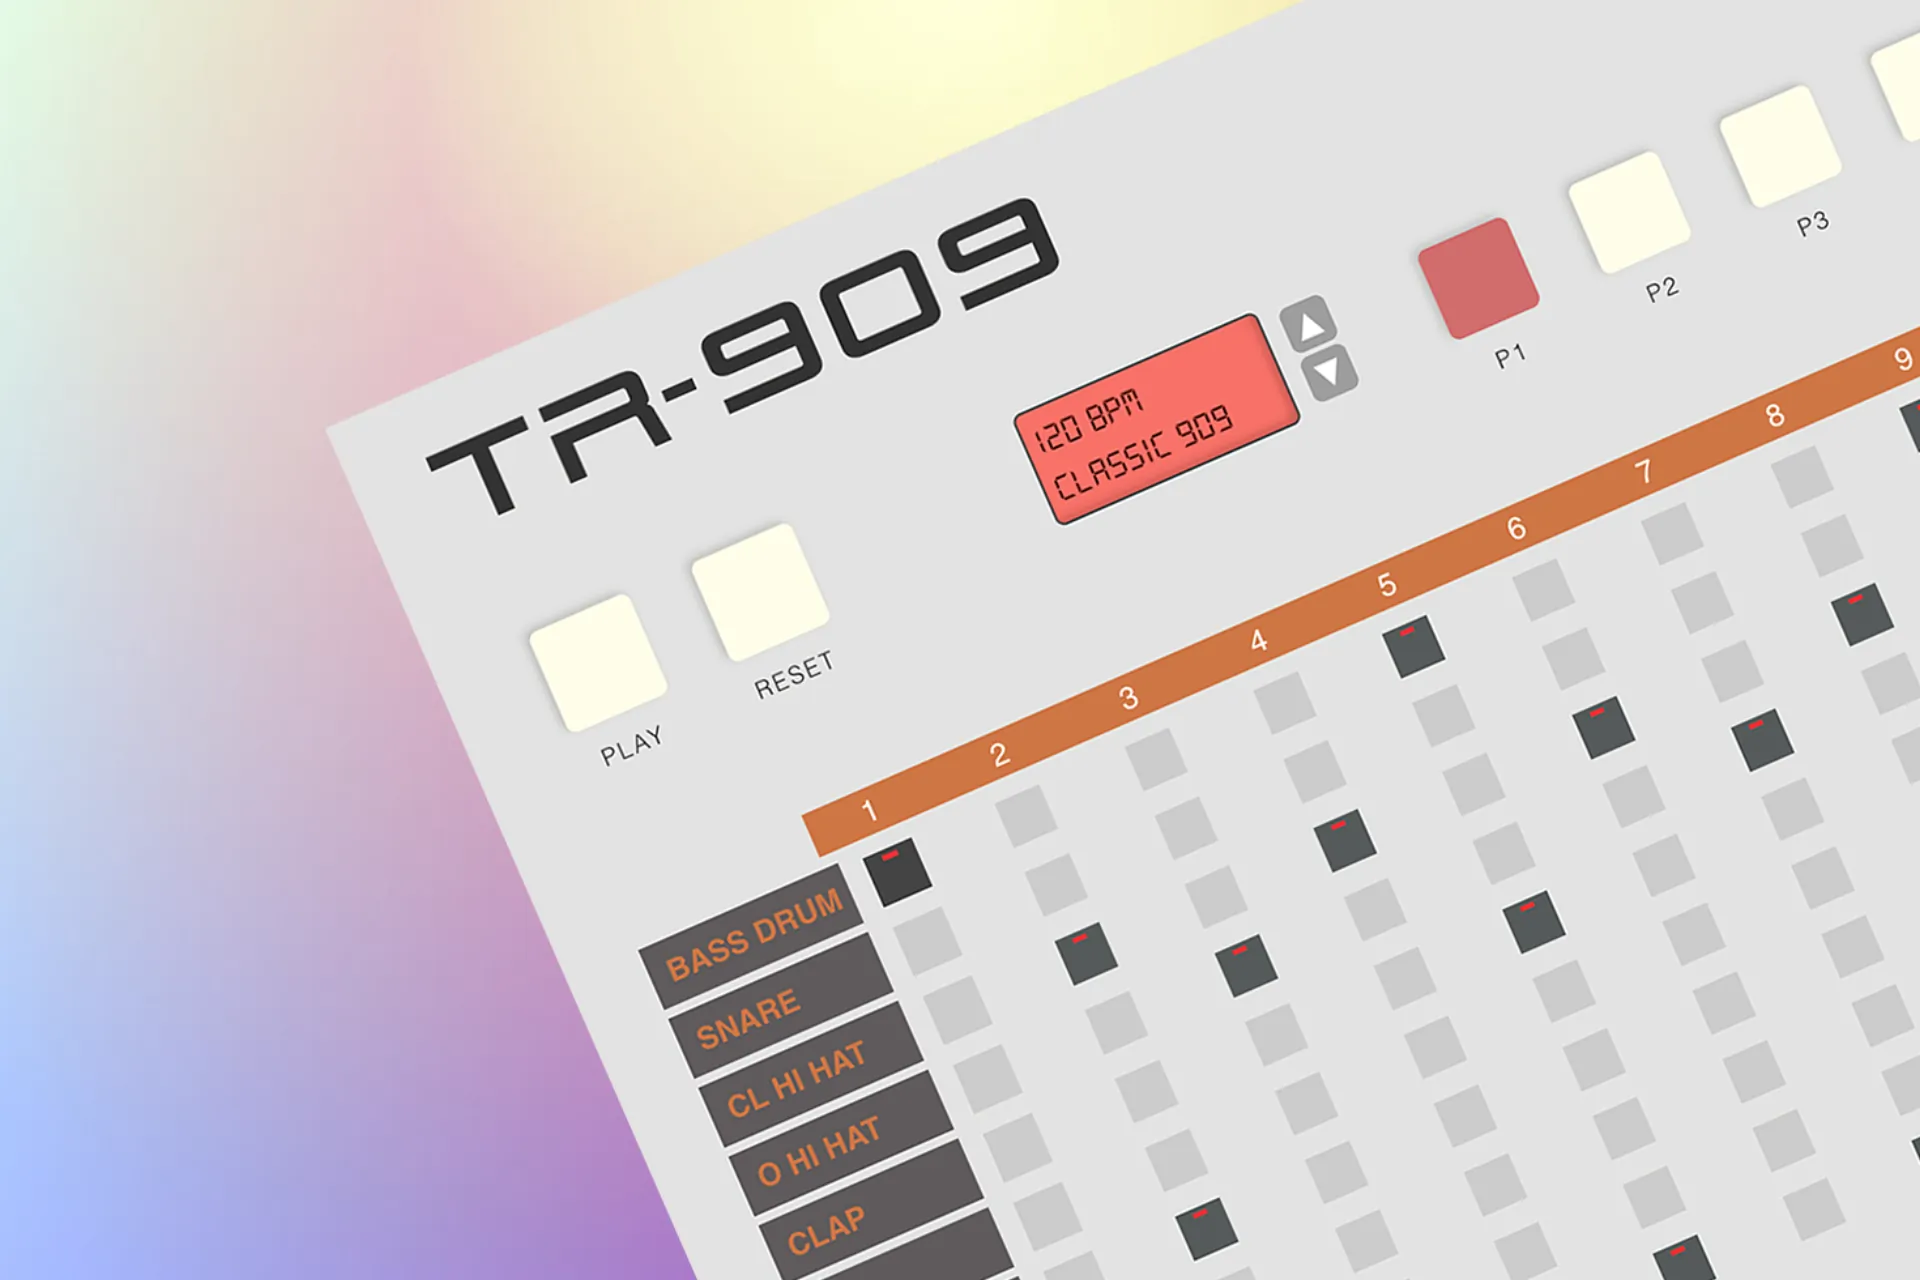 TR-909
120 BPM
CLASSIC 909
P1
P2
P3
PLAY
RESET
1
2
3
4
5
6
7
8
9
BASS DRUM
SNARE
CL HI HAT
O HI HAT
CLAP